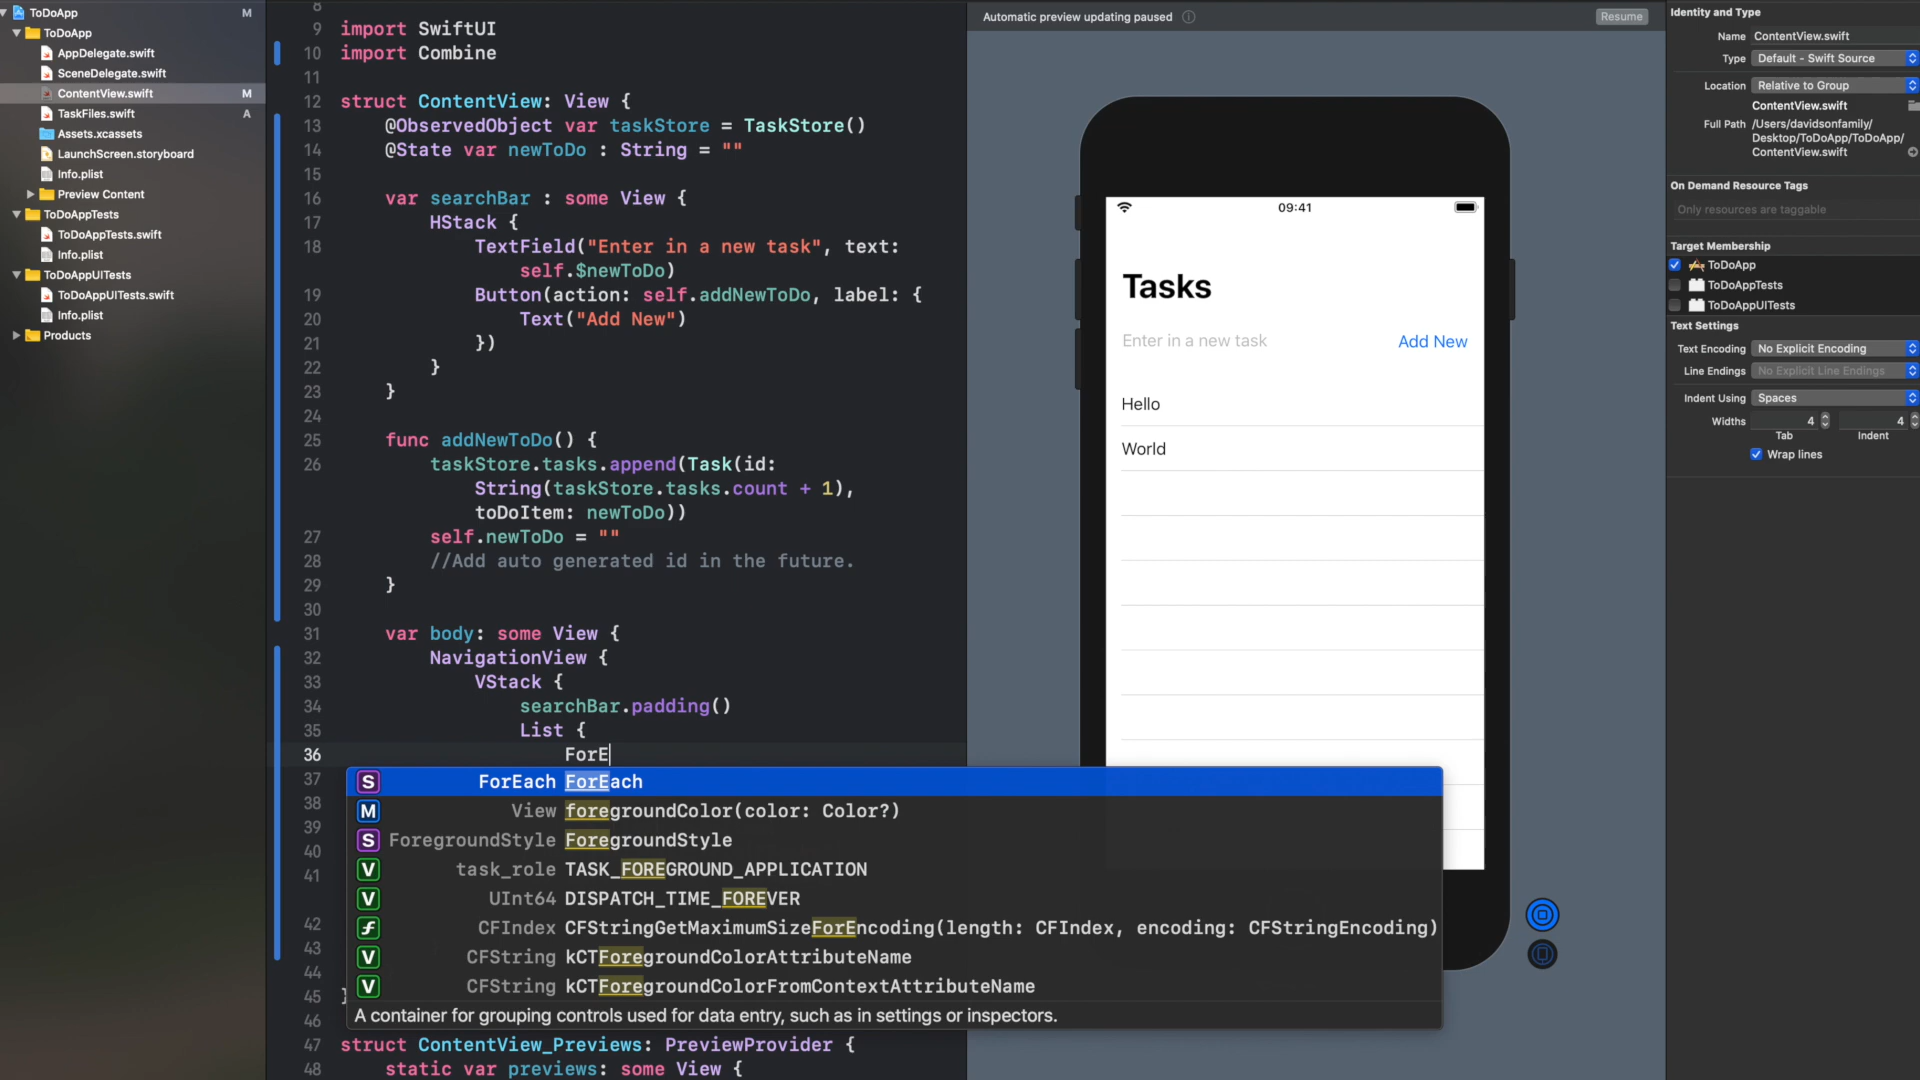 ToDoApp M
ToDoApp
AppDelegate.swift
SceneDelegate.swift
ContentView.swift M
TaskFiles.swift A
Assets.xcassets
LaunchScreen.storyboard
Info.plist
Preview Content
ToDoAppTests
ToDoAppTests.swift
Info.plist
ToDoAppUITests
ToDoAppUITests.swift
Info.plist
Products
8
9 import SwiftUI
10 import Combine
11
12 struct ContentView: View {
13 @ObservedObject var taskStore = TaskStore()
14 @State var newToDo : String = ""
15
16 var searchBar : some View {
17 HStack {
18 TextField("Enter in a new task", text:
self.$newToDo)
19 Button(action: self.addNewToDo, label: {
20 Text("Add New")
21 })
22 }
23 }
24
25 func addNewToDo() {
26 taskStore.tasks.append(Task(id:
String(taskStore.tasks.count + 1),
toDoItem: newToDo))
27 self.newToDo = ""
28 //Add auto generated id in the future.
29 }
30
31 var body: some View {
32 NavigationView {
33 VStack {
34 searchBar.padding()
35 List {
36 ForE
37
38
39
40
41
42
43
44
45 }
46
47 struct ContentView_Previews: PreviewProvider {
48 static var previews: some View {
S ForEach ForEach
M View foregroundColor(color: Color?)
S ForegroundStyle ForegroundStyle
V task_role TASK_FOREGROUND_APPLICATION
V UInt64 DISPATCH_TIME_FOREVER
f CFIndex CFStringGetMaximumSizeForEncoding(length: CFIndex, encoding: CFStringEncoding)
V CFString kCTForegroundColorAttributeName
V CFString kCTForegroundColorFromContextAttributeName
A container for grouping controls used for data entry, such as in settings or inspectors.
Automatic preview updating paused
Resume
09:41
Tasks
Enter in a new task Add New
Hello
World
Identity and Type
Name ContentView.swift
Type Default - Swift Source
Location Relative to Group
ContentView.swift
Full Path /Users/davidsonfamily/
Desktop/ToDoApp/ToDoApp/
ContentView.swift
On Demand Resource Tags
Only resources are taggable
Target Membership
ToDoApp
ToDoAppTests
ToDoAppUITests
Text Settings
Text Encoding No Explicit Encoding
Line Endings No Explicit Line Endings
Indent Using Spaces
Widths 4 4
Tab Indent
Wrap lines